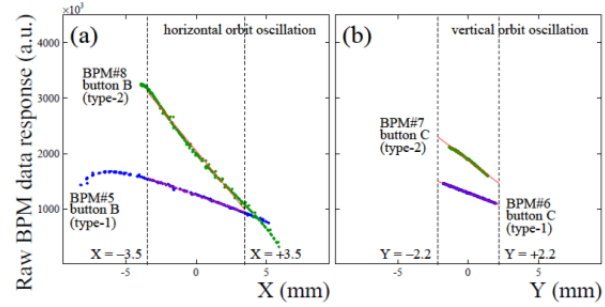 ×10³
(a)
horizontal orbit oscillation
(b)
vertical orbit oscillation
4000
3000
2000
1000
BPM#8
button B
(type-2)
BPM#5
button B
(type-1)
BPM#7
button C
(type-2)
BPM#6
button C
(type-1)
X = −3.5
X = +3.5
Y = −2.2
Y = +2.2
-5 0 5
-5 0 5
X (mm)
Y (mm)
Raw BPM data response (a.u.)